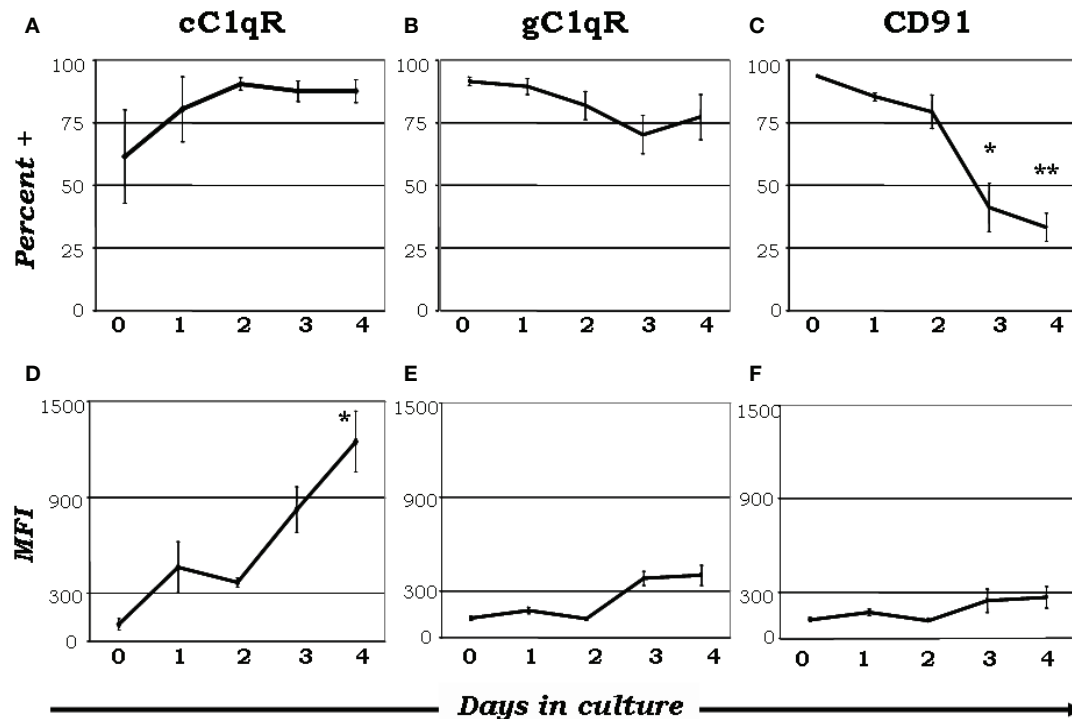 A cC1qR B gC1qR C CD91
Percent +
100 100 100
75 75 75
* **
50 50 50
25 25 25
0 0 0
0 1 2 3 4 0 1 2 3 4 0 1 2 3 4
D E F
MFI
1500 1500 1500
*
900 900 900
300 300 300
0 0 0
0 1 2 3 4 0 1 2 3 4 0 1 2 3 4
Days in culture